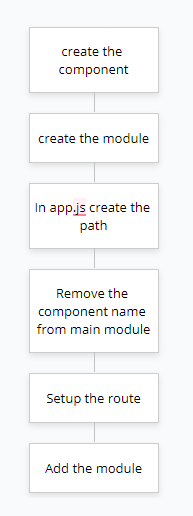 create the
component
create the module
In app.js create the
path
Remove the
component name
from main module
Setup the route
Add the module